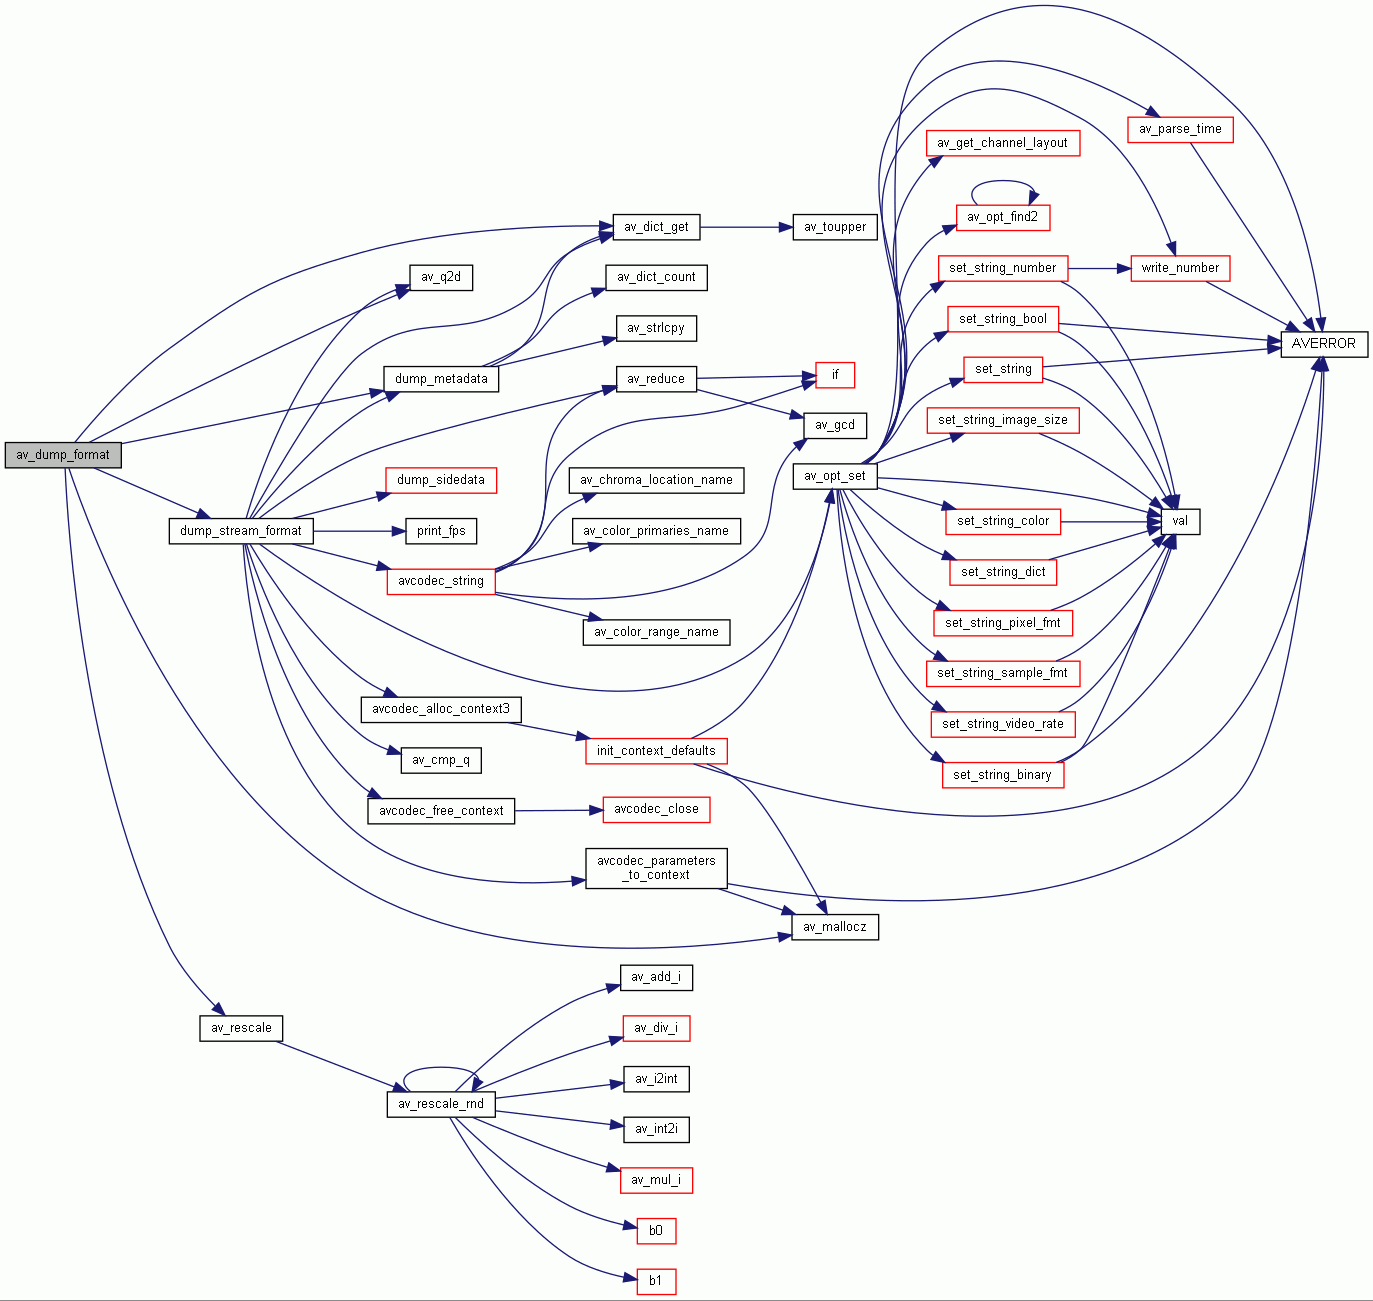 av_parse_time
av_get_channel_layout
av_opt_find2
av_dict_get
av_toupper
set_string_number
write_number
av_q2d
av_dict_count
set_string_bool
av_strlcpy
AVERROR
set_string
dump_metadata
av_reduce
if
av_gcd
set_string_image_size
av_dump_format
av_opt_set
dump_sidedata
av_chroma_location_name
set_string_color
val
dump_stream_format
print_fps
av_color_primaries_name
set_string_dict
avcodec_string
set_string_pixel_fmt
av_color_range_name
set_string_sample_fmt
avcodec_alloc_context3
set_string_video_rate
init_context_defaults
av_cmp_q
set_string_binary
avcodec_free_context
avcodec_close
avcodec_parameters
_to_context
av_mallocz
av_add_i
av_rescale
av_div_i
av_i2int
av_rescale_rnd
av_int2i
av_mul_i
b0
b1